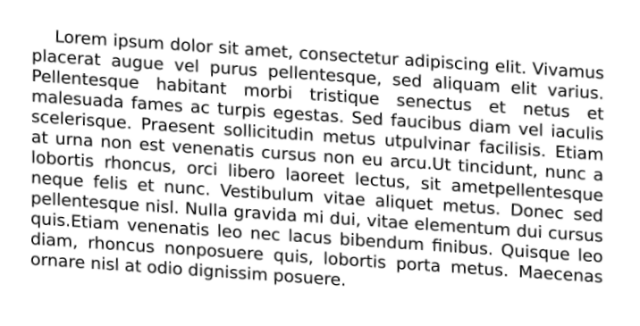 Lorem ipsum dolor sit amet, consectetur adipiscing elit. Vivamus
placerat augue vel purus pellentesque, sed aliquam elit varius.
Pellentesque habitant morbi tristique senectus et netus et
malesuada fames ac turpis egestas. Sed faucibus diam vel iaculis
scelerisque. Praesent sollicitudin metus utpulvinar facilisis. Etiam
at urna non est venenatis cursus non eu arcu.Ut tincidunt, nunc a
lobortis rhoncus, orci libero laoreet lectus, sit ametpellentesque
neque felis et nunc. Vestibulum vitae aliquet metus. Donec sed
pellentesque nisl. Nulla gravida mi dui, vitae elementum dui cursus
quis.Etiam venenatis leo nec lacus bibendum finibus. Quisque leo
diam, rhoncus nonposuere quis, lobortis porta metus. Maecenas
ornare nisl at odio dignissim posuere.